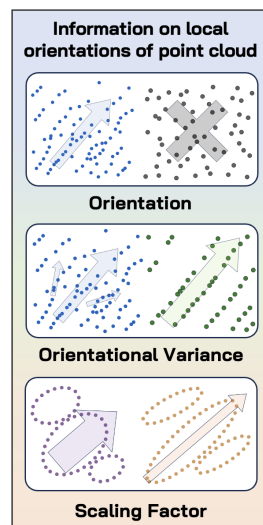 Information on local
orientations of point cloud
Orientation
Orientational Variance
Scaling Factor